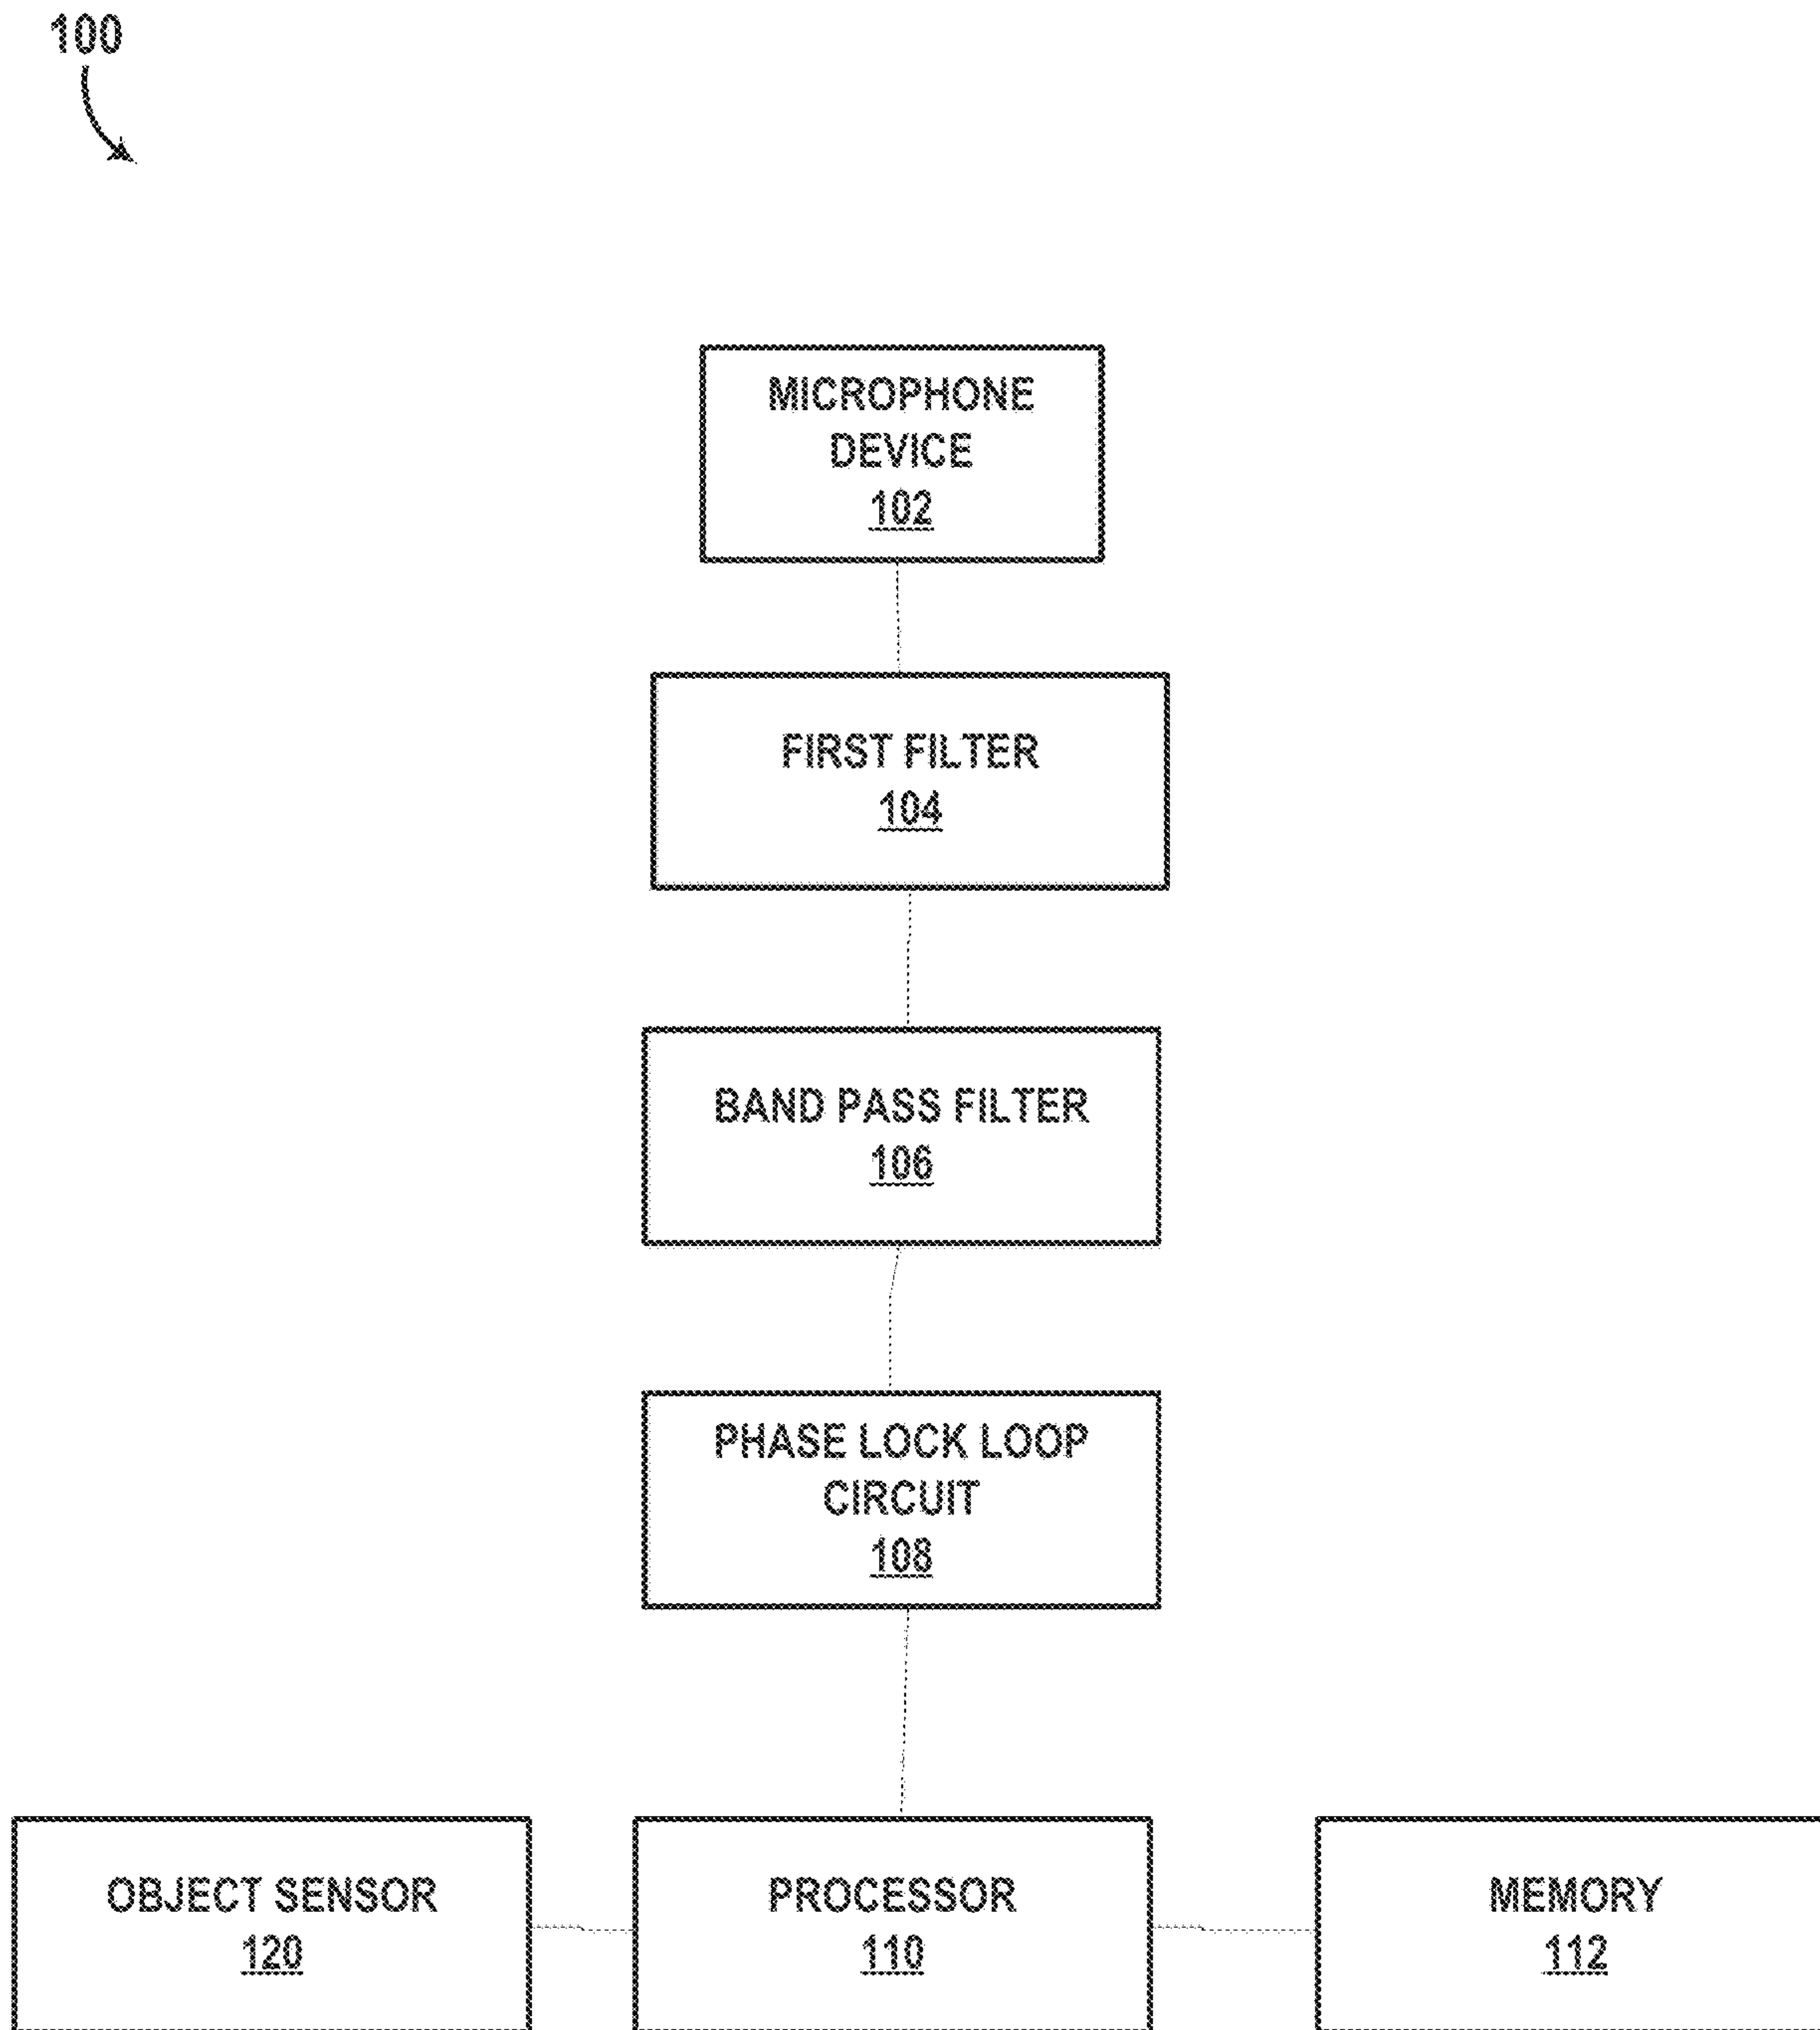 100
MICROPHONE
DEVICE
102
FIRST FILTER
104
BAND PASS FILTER
106
PHASE LOCK LOOP
CIRCUIT
108
OBJECT SENSOR
120
PROCESSOR
110
MEMORY
112